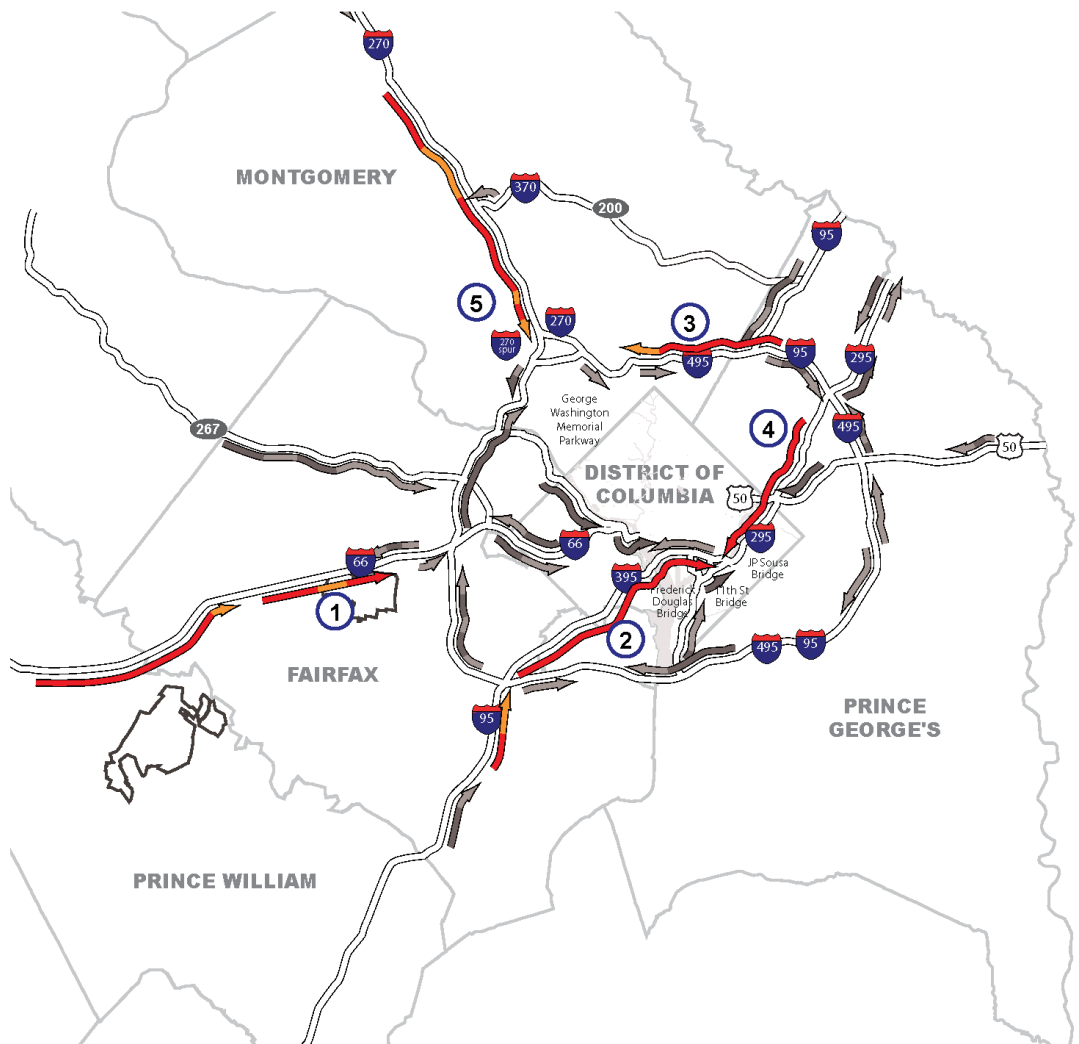 270
MONTGOMERY
370
200
95
5
270
3
270
spur
495
95
295
George
Washington
Memorial
Parkway
267
4
495
DISTRICT OF
COLUMBIA
50
50
66
295
66
395
JP Sousa
Bridge
1
Frederick
Douglas
Bridge
11th St
Bridge
2
495
95
FAIRFAX
95
PRINCE
GEORGE'S
PRINCE WILLIAM